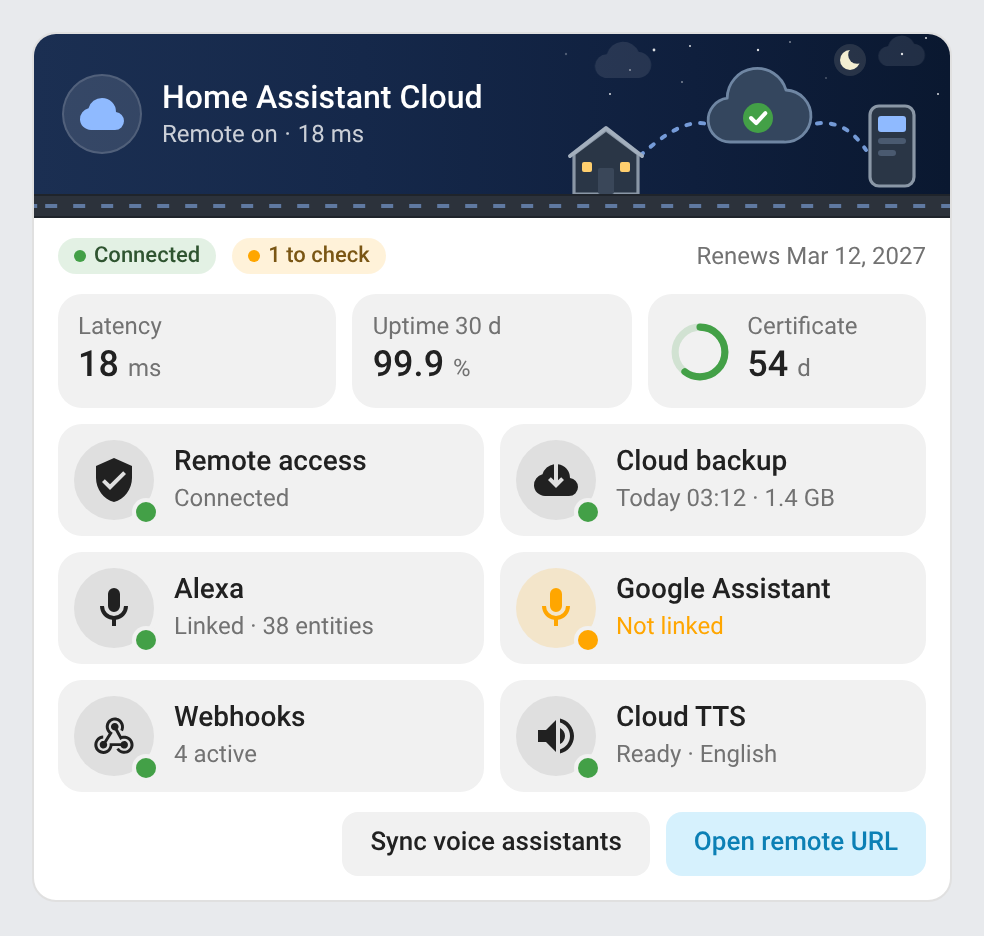 Home Assistant Cloud
Remote on · 18 ms
Connected
1 to check
Renews Mar 12, 2027
Latency
18 ms
Uptime 30 d
99.9 %
Certificate
54 d
Remote access
Connected
Cloud backup
Today 03:12 · 1.4 GB
Alexa
Linked · 38 entities
Google Assistant
Not linked
Webhooks
4 active
Cloud TTS
Ready · English
Sync voice assistants
Open remote URL